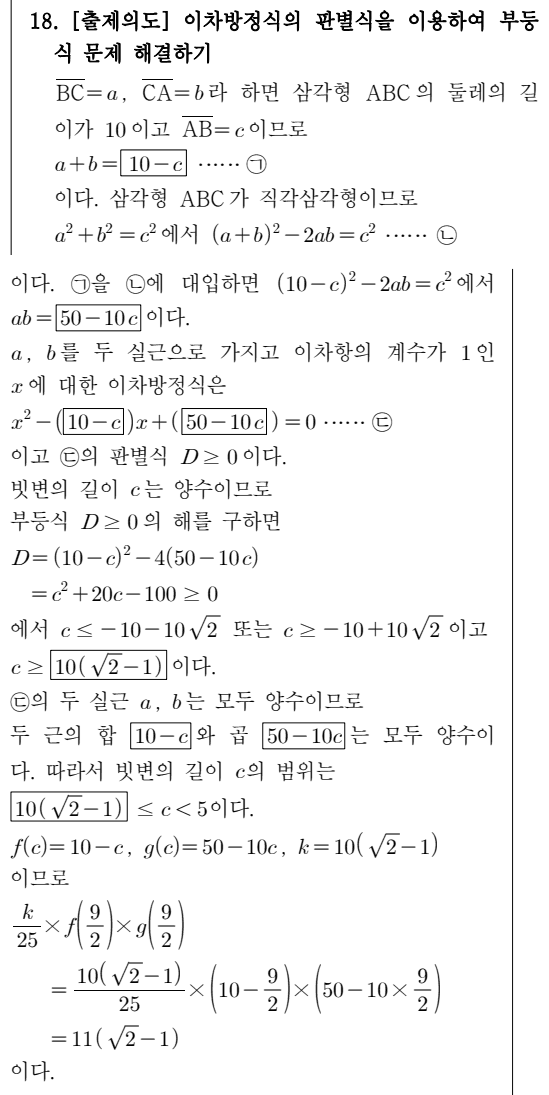 18. [출제의도] 이차방정식의 판별식을 이용하여 부등
식 문제 해결하기
BC=a, CA=b라 하면 삼각형 ABC의 둘레의 길
이가 10이고 AB=c이므로
a+b=10-c ······ ㉠
이다. 삼각형 ABC가 직각삼각형이므로
a²+b²=c²에서 (a+b)²-2ab=c² ······ ㉡
이다. ㉠을 ㉡에 대입하면 (10-c)²-2ab=c²에서
ab=50-10c이다.
a, b를 두 실근으로 가지고 이차항의 계수가 1인
x에 대한 이차방정식은
x²-(10-c)x+(50-10c)=0 ······ ㉢
이고 ㉢의 판별식 D≥0이다.
빗변의 길이 c는 양수이므로
부등식 D≥0의 해를 구하면
D=(10-c)²-4(50-10c)
=c²+20c-100≥0
에서 c≤-10-10√2 또는 c≥-10+10√2이고
c≥10(√2-1)이다.
㉢의 두 실근 a, b는 모두 양수이므로
두 근의 합 10-c와 곱 50-10c는 모두 양수이
다. 따라서 빗변의 길이 c의 범위는
10(√2-1)≤c<5이다.
f(c)=10-c, g(c)=50-10c, k=10(√2-1)
이므로
k/25×f(9/2)×g(9/2)
=10(√2-1)/25×(10-9/2)×(50-10×9/2)
=11(√2-1)
이다.